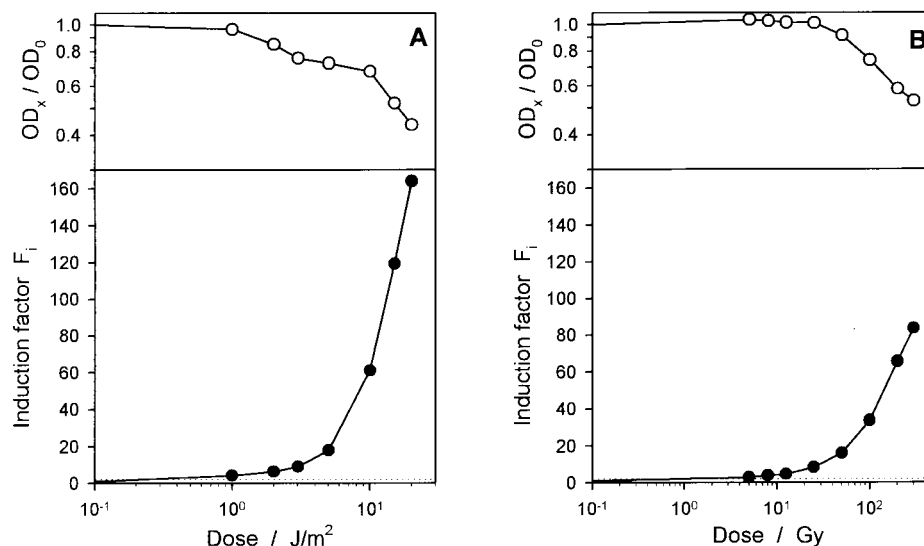 A
OD_x / OD_0
1.0
0.8
0.6
0.4
Induction factor F_i
160
140
120
100
80
60
40
20
0
10^-1 10^0 10^1
Dose / J/m^2
B
OD_x / OD_0
1.0
0.8
0.6
0.4
Induction factor F_i
160
140
120
100
80
60
40
20
0
10^-1 10^0 10^1 10^2
Dose / Gy